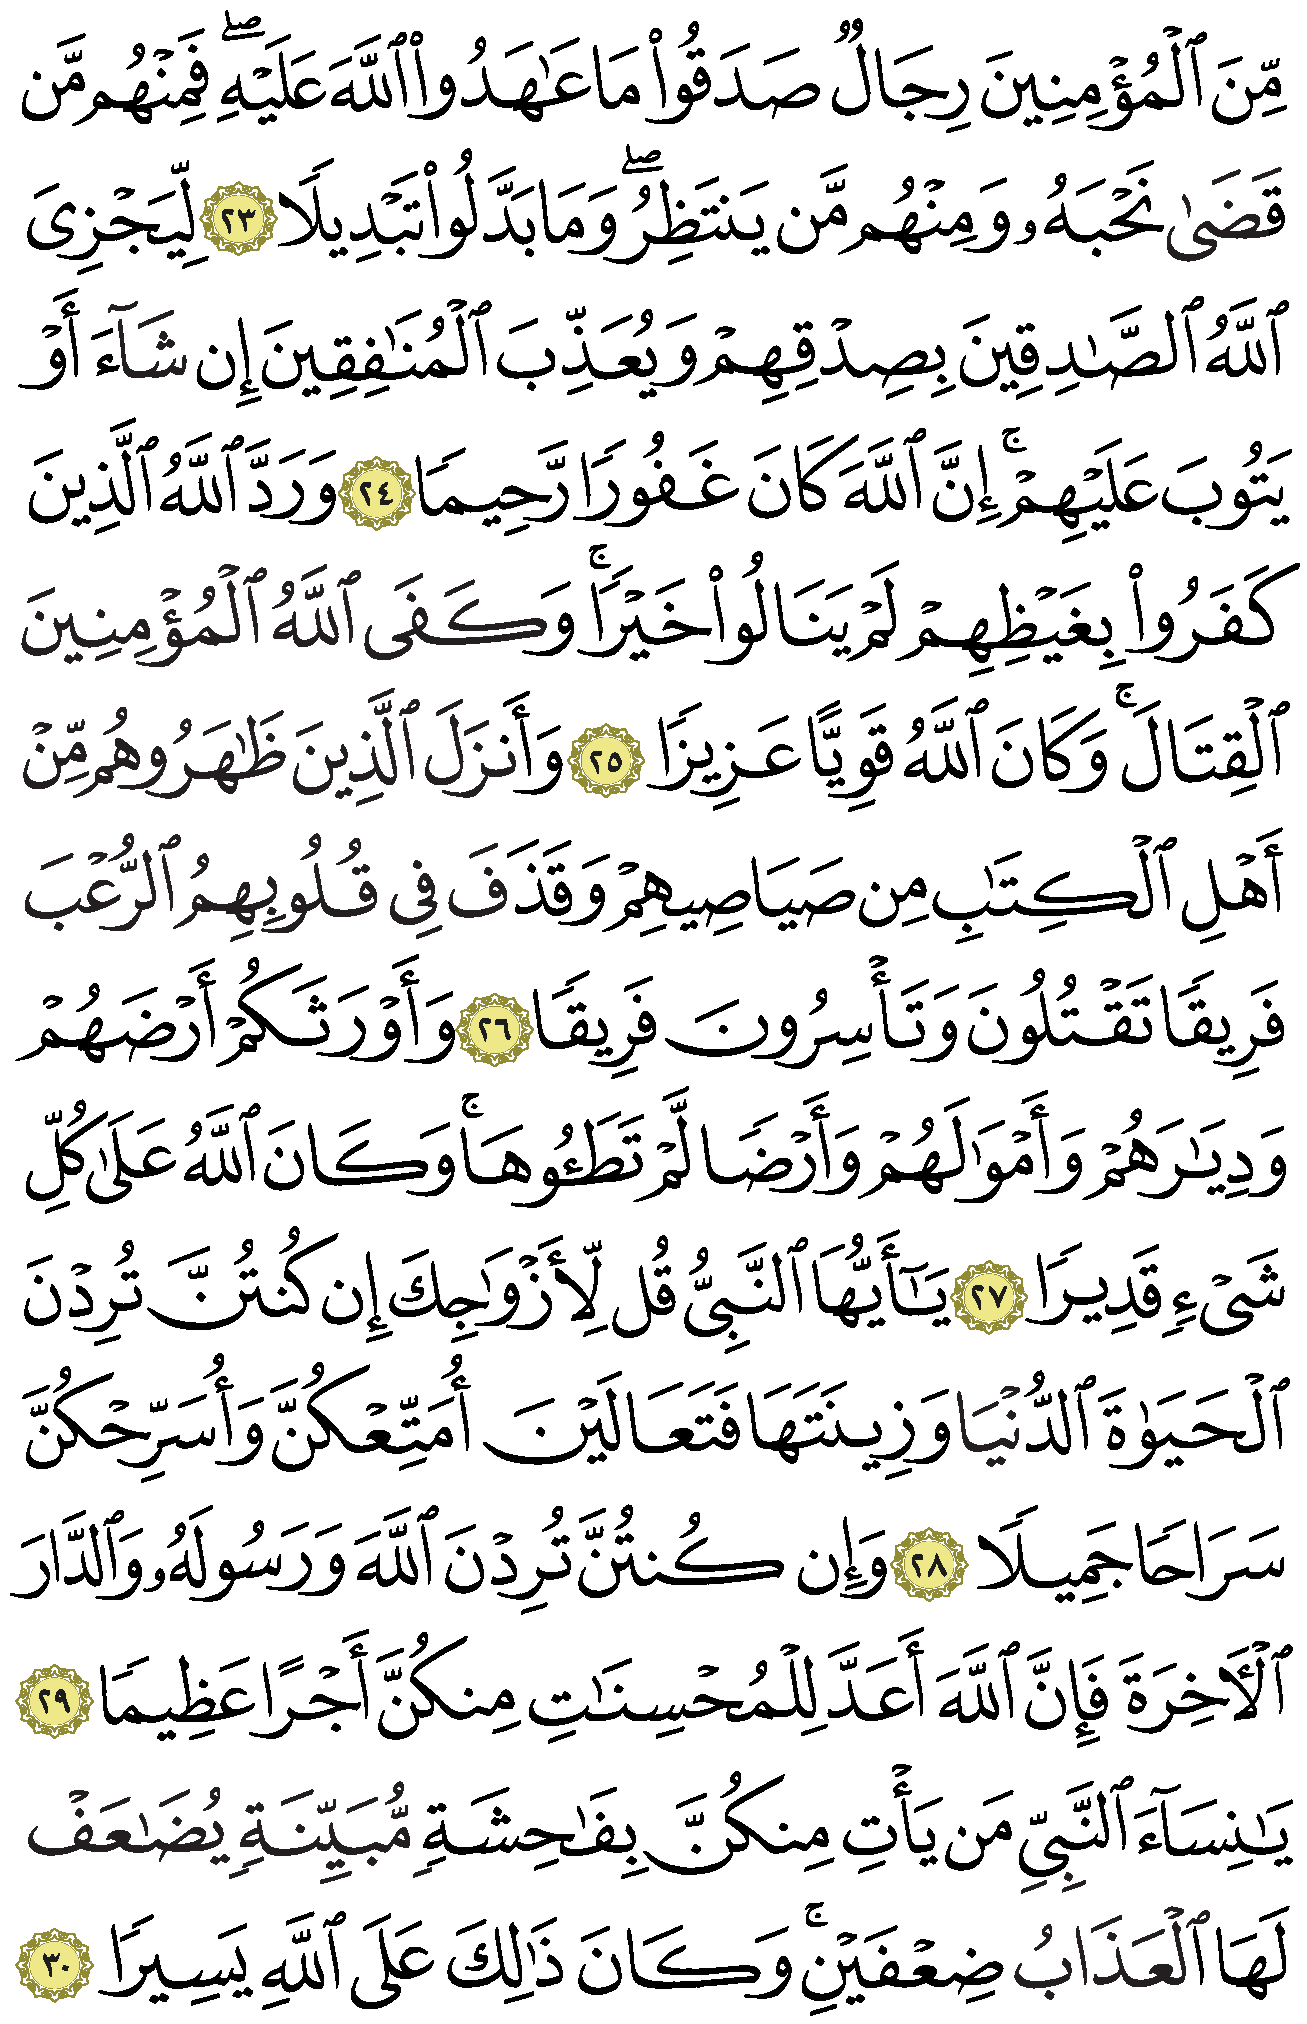 مِّنَ ٱلْمُؤْمِنِينَ رِجَالٌ صَدَقُوا۟ مَا عَـٰهَدُوا۟ ٱللَّهَ عَلَيْهِ ۖ فَمِنْهُم مَّن
قَضَىٰ نَحْبَهُۥ وَمِنْهُم مَّن يَنتَظِرُ ۖ وَمَا بَدَّلُوا۟ تَبْدِيلًا ٢٣ لِّيَجْزِىَ
ٱللَّهُ ٱلصَّـٰدِقِينَ بِصِدْقِهِمْ وَيُعَذِّبَ ٱلْمُنَـٰفِقِينَ إِن شَآءَ أَوْ
يَتُوبَ عَلَيْهِمْ ۚ إِنَّ ٱللَّهَ كَانَ غَفُورًا رَّحِيمًا ٢٤ وَرَدَّ ٱللَّهُ ٱلَّذِينَ
كَفَرُوا۟ بِغَيْظِهِمْ لَمْ يَنَالُوا۟ خَيْرًا ۚ وَكَفَى ٱللَّهُ ٱلْمُؤْمِنِينَ
ٱلْقِتَالَ ۚ وَكَانَ ٱللَّهُ قَوِيًّا عَزِيزًا ٢٥ وَأَنزَلَ ٱلَّذِينَ ظَـٰهَرُوهُم مِّنْ
أَهْلِ ٱلْكِتَـٰبِ مِن صَيَاصِيهِمْ وَقَذَفَ فِى قُلُوبِهِمُ ٱلرُّعْبَ
فَرِيقًا تَقْتُلُونَ وَتَأْسِرُونَ فَرِيقًا ٢٦ وَأَوْرَثَكُمْ أَرْضَهُمْ
وَدِيَـٰرَهُمْ وَأَمْوَٰلَهُمْ وَأَرْضًا لَّمْ تَطَـُٔوهَا ۚ وَكَانَ ٱللَّهُ عَلَىٰ كُلِّ
شَىْءٍ قَدِيرًا ٢٧ يَـٰٓأَيُّهَا ٱلنَّبِىُّ قُل لِّأَزْوَٰجِكَ إِن كُنتُنَّ تُرِدْنَ
ٱلْحَيَوٰةَ ٱلدُّنْيَا وَزِينَتَهَا فَتَعَالَيْنَ أُمَتِّعْكُنَّ وَأُسَرِّحْكُنَّ
سَرَاحًا جَمِيلًا ٢٨ وَإِن كُنتُنَّ تُرِدْنَ ٱللَّهَ وَرَسُولَهُۥ وَٱلدَّارَ
ٱلْـَٔاخِرَةَ فَإِنَّ ٱللَّهَ أَعَدَّ لِلْمُحْسِنَـٰتِ مِنكُنَّ أَجْرًا عَظِيمًا ٢٩
يَـٰنِسَآءَ ٱلنَّبِىِّ مَن يَأْتِ مِنكُنَّ بِفَـٰحِشَةٍ مُّبَيِّنَةٍ يُضَـٰعَفْ
لَهَا ٱلْعَذَابُ ضِعْفَيْنِ ۚ وَكَانَ ذَٰلِكَ عَلَى ٱللَّهِ يَسِيرًا ٣٠